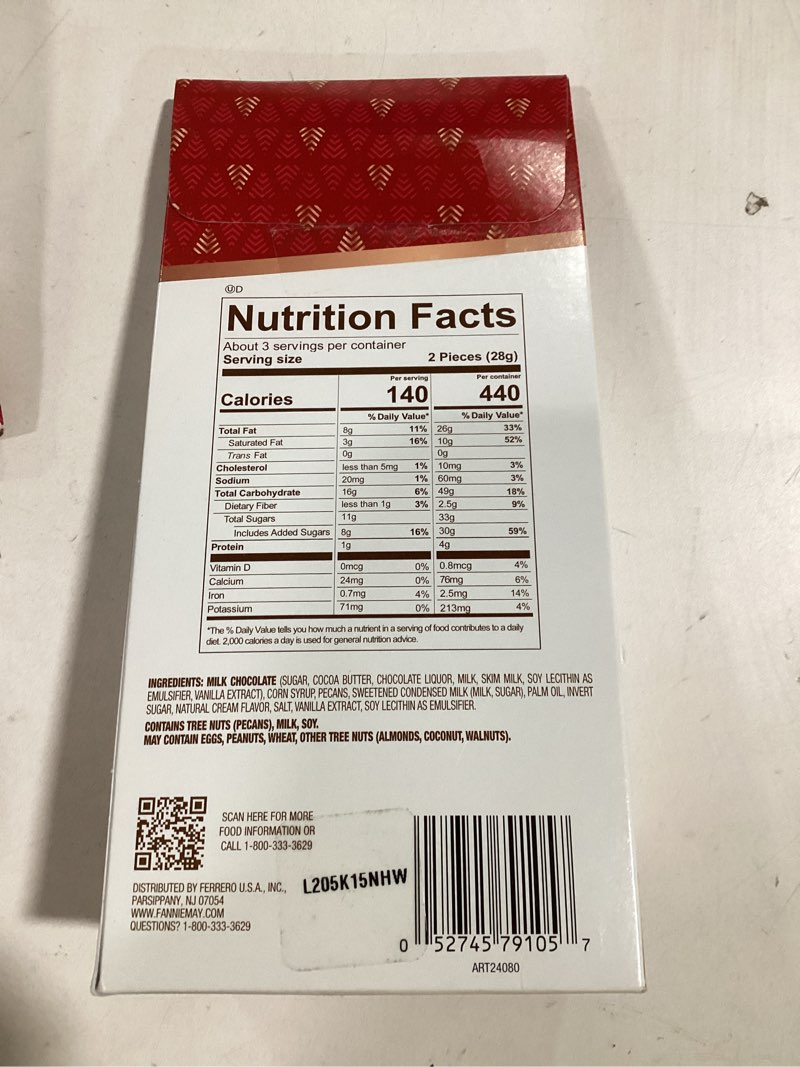 ⓊD
Nutrition Facts
About 3 servings per container
Serving size 2 Pieces (28g)
Per serving Per container
Calories 140 440
% Daily Value* % Daily Value*
Total Fat 8g 11% 26g 33%
Saturated Fat 3g 16% 10g 52%
Trans Fat 0g 0g
Cholesterol less than 5mg 1% 10mg 3%
Sodium 20mg 1% 60mg 3%
Total Carbohydrate 16g 6% 49g 18%
Dietary Fiber less than 1g 3% 2.5g 9%
Total Sugars 11g 33g
Includes Added Sugars 8g 16% 30g 59%
Protein 1g 4g
Vitamin D 0mcg 0% 0.8mcg 4%
Calcium 24mg 0% 76mg 6%
Iron 0.7mg 4% 2.5mg 14%
Potassium 71mg 0% 213mg 4%
*The % Daily Value tells you how much a nutrient in a serving of food contributes to a daily
diet. 2,000 calories a day is used for general nutrition advice.
INGREDIENTS: MILK CHOCOLATE (SUGAR, COCOA BUTTER, CHOCOLATE LIQUOR, MILK, SKIM MILK, SOY LECITHIN AS
EMULSIFIER, VANILLA EXTRACT), CORN SYRUP, PECANS, SWEETENED CONDENSED MILK (MILK, SUGAR), PALM OIL, INVERT
SUGAR, NATURAL CREAM FLAVOR, SALT, VANILLA EXTRACT, SOY LECITHIN AS EMULSIFIER.
CONTAINS TREE NUTS (PECANS), MILK, SOY.
MAY CONTAIN EGGS, PEANUTS, WHEAT, OTHER TREE NUTS (ALMONDS, COCONUT, WALNUTS).
SCAN HERE FOR MORE
FOOD INFORMATION OR
CALL 1-800-333-3629
DISTRIBUTED BY FERRERO U.S.A., INC.,
PARSIPPANY, NJ 07054
WWW.FANNIEMAY.COM
QUESTIONS? 1-800-333-3629
L205K15NHW
0 52745 79105 7
ART24080